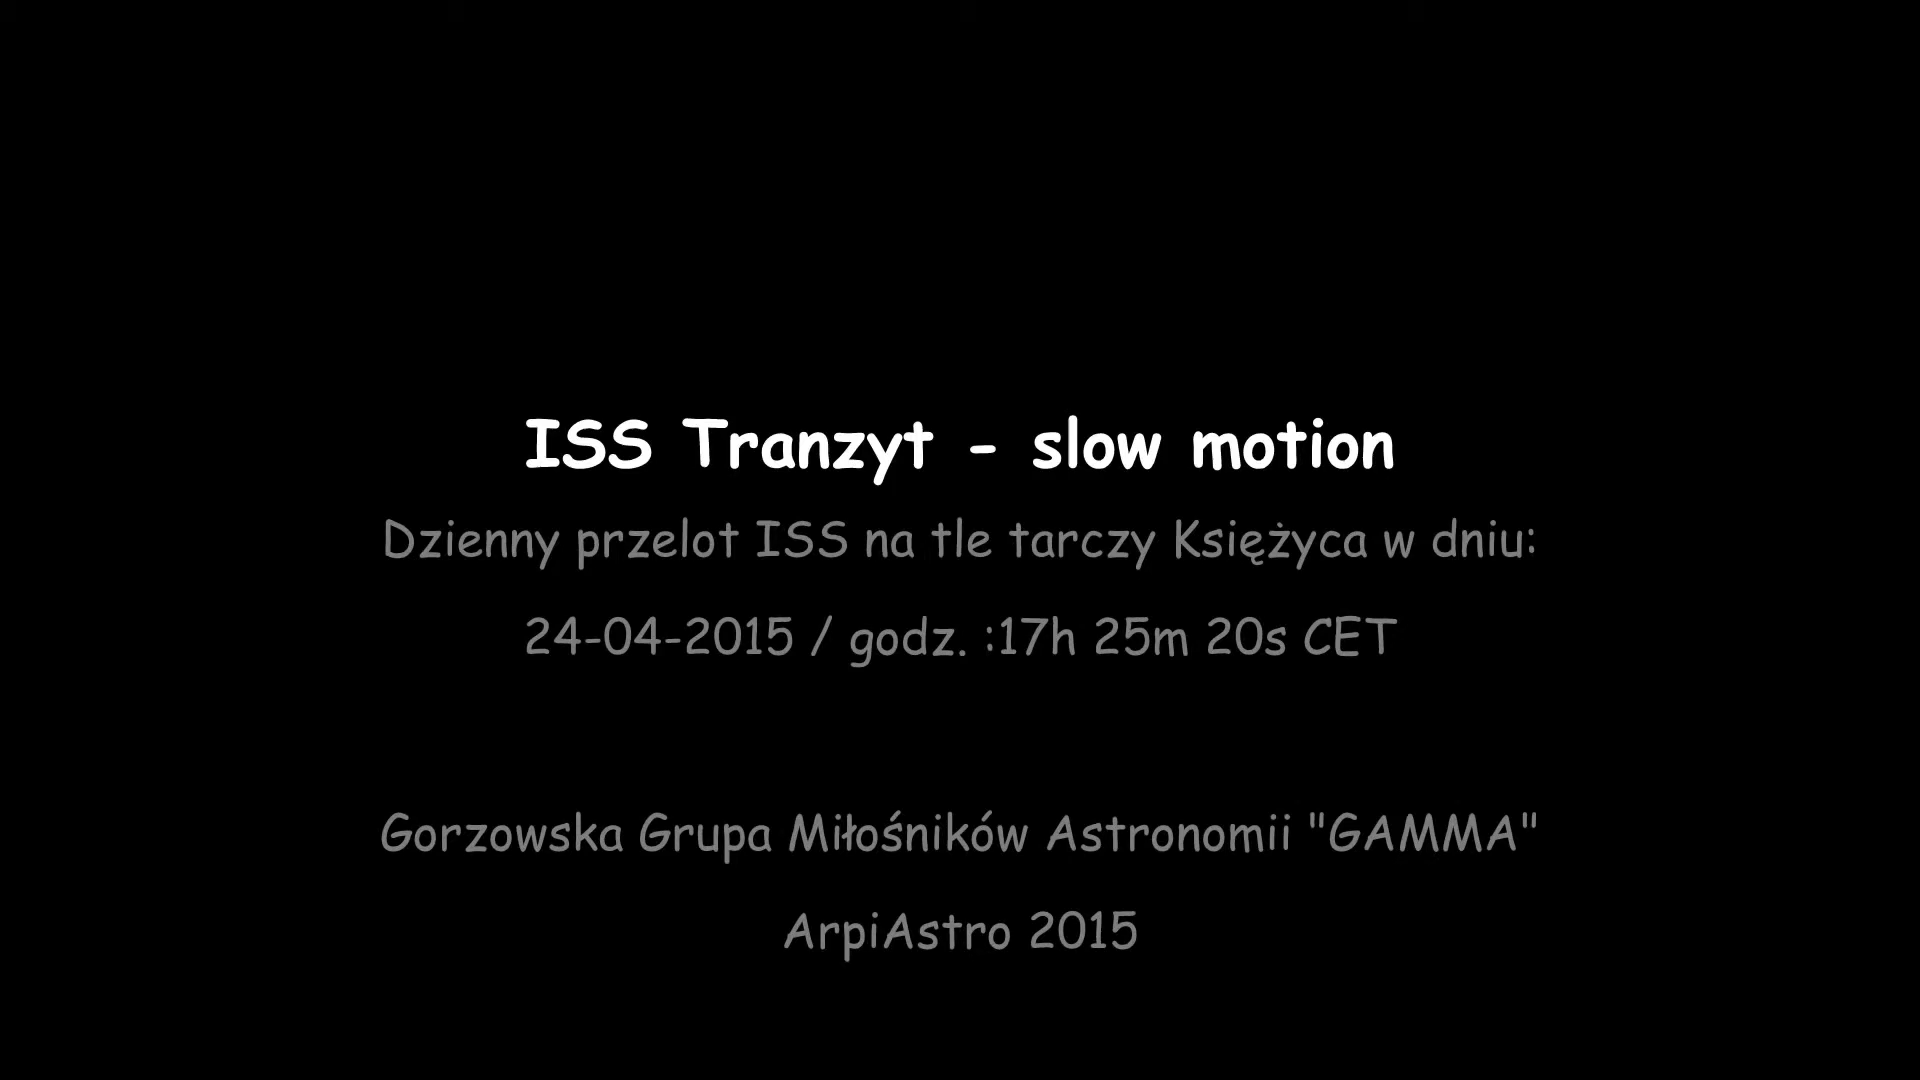 ISS Tranzyt - slow motion
Dzienny przelot ISS na tle tarczy Księżyca w dniu:
24-04-2015 / godz. :17h 25m 20s CET
Gorzowska Grupa Miłośników Astronomii "GAMMA"
ArpiAstro 2015